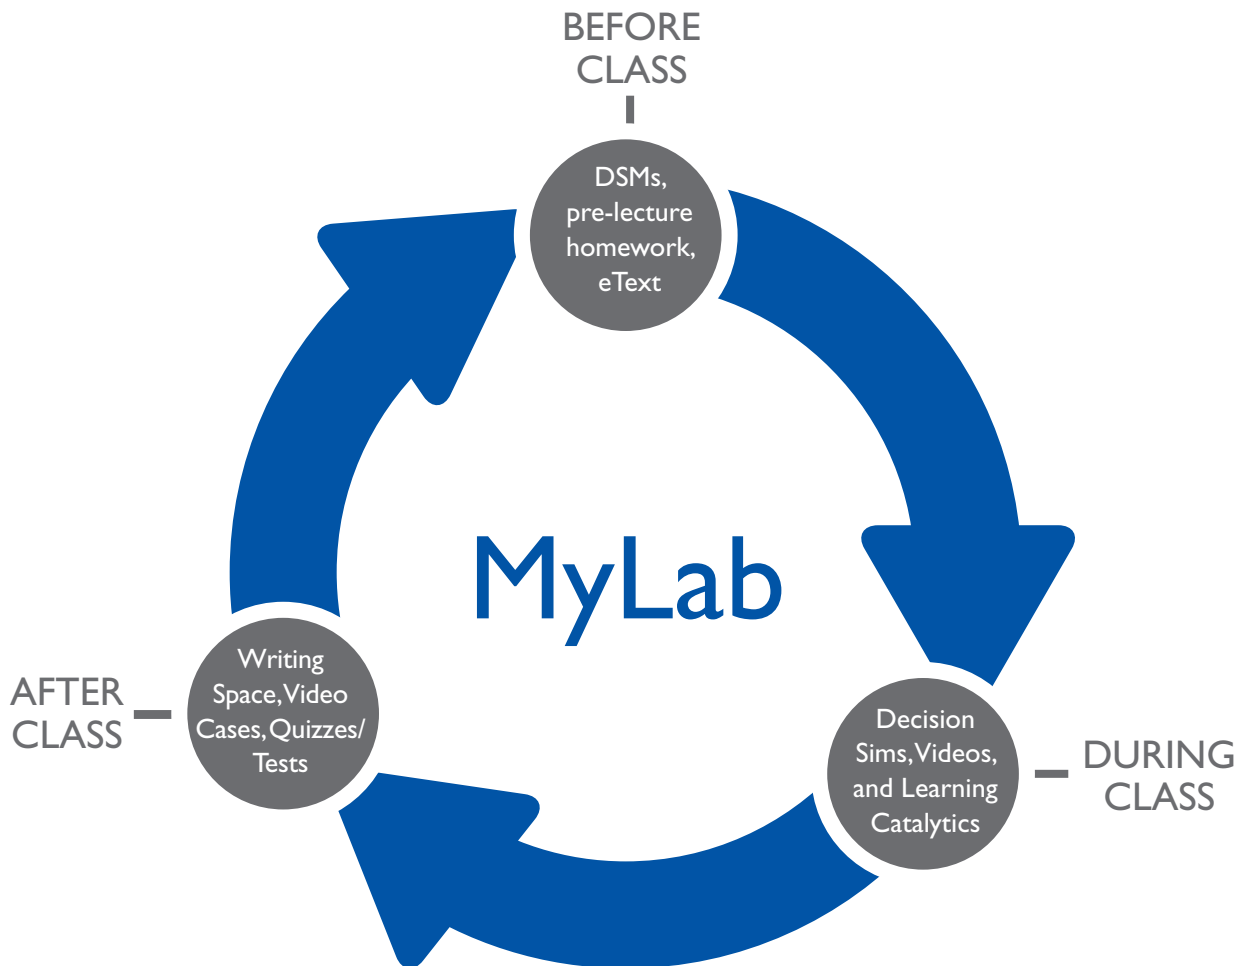 BEFORE
CLASS
DSMs,
pre-lecture
homework,
eText
MyLab
AFTER
CLASS
Writing
Space, Video
Cases, Quizzes/
Tests
Decision
Sims, Videos,
and Learning
Catalytics
DURING
CLASS